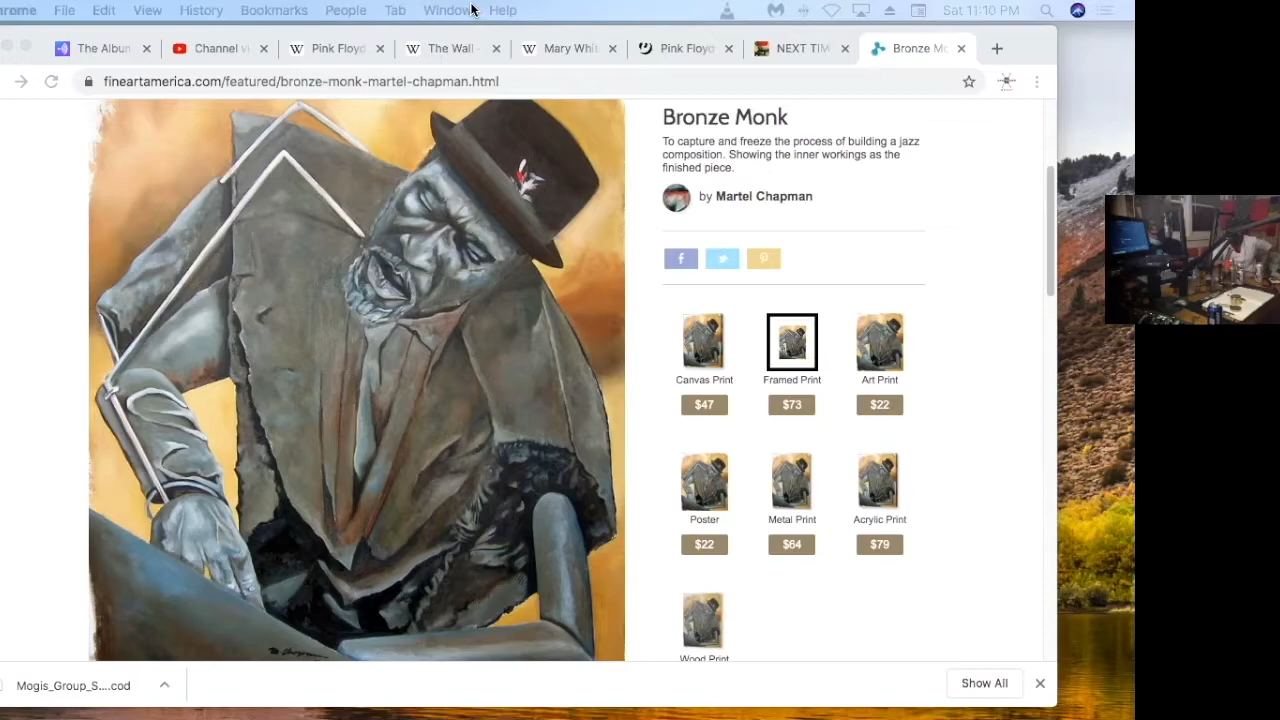 hrome File Edit View History Bookmarks People Tab Window Help Sat 11:10 PM
The Albun Channel vi Pink Floyd The Wall - Mary Whit Pink Floyd NEXT TIM Bronze Mo
fineartamerica.com/featured/bronze-monk-martel-chapman.html
Bronze Monk
To capture and freeze the process of building a jazz
composition. Showing the inner workings as the
finished piece.
by Martel Chapman
Canvas Print Framed Print Art Print
$47 $73 $22
Poster Metal Print Acrylic Print
$22 $64 $79
Wood Print
M Chapman
Mogis_Group_S....cod Show All